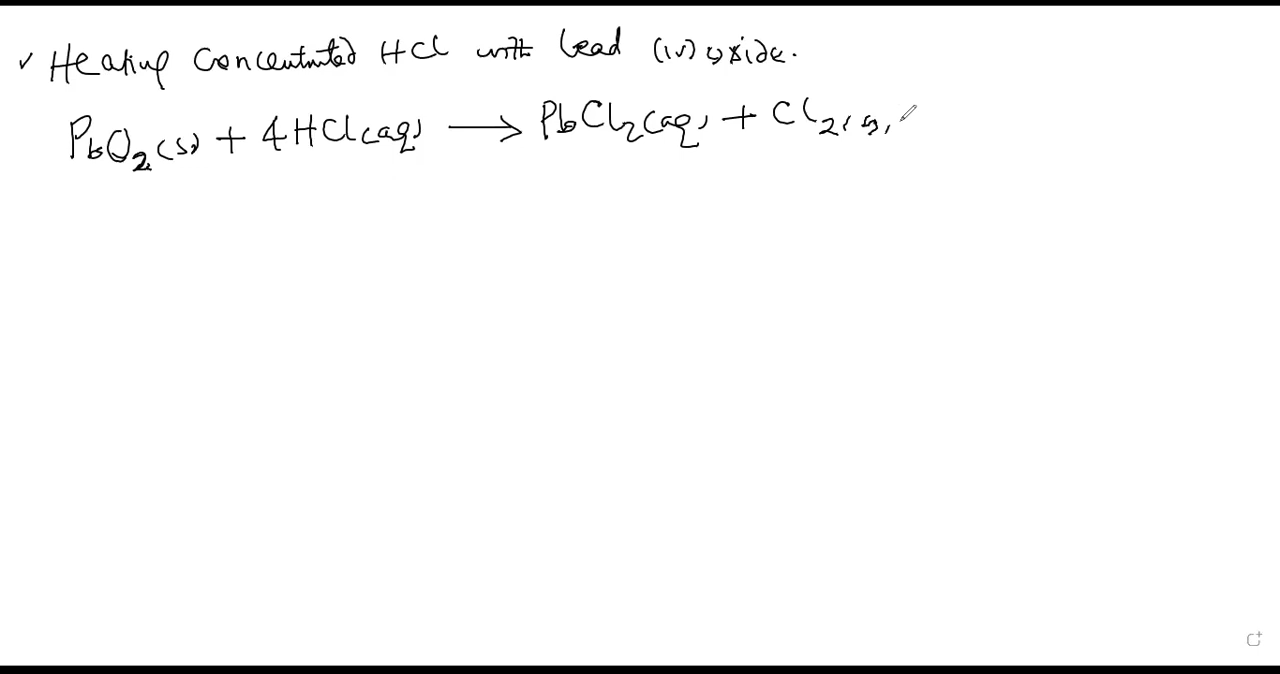 ✓ Heating Concentrated HCl with lead (iv) oxide.
PbO₂(s) + 4HCl(aq) → PbCl₂(aq) + Cl₂(g)